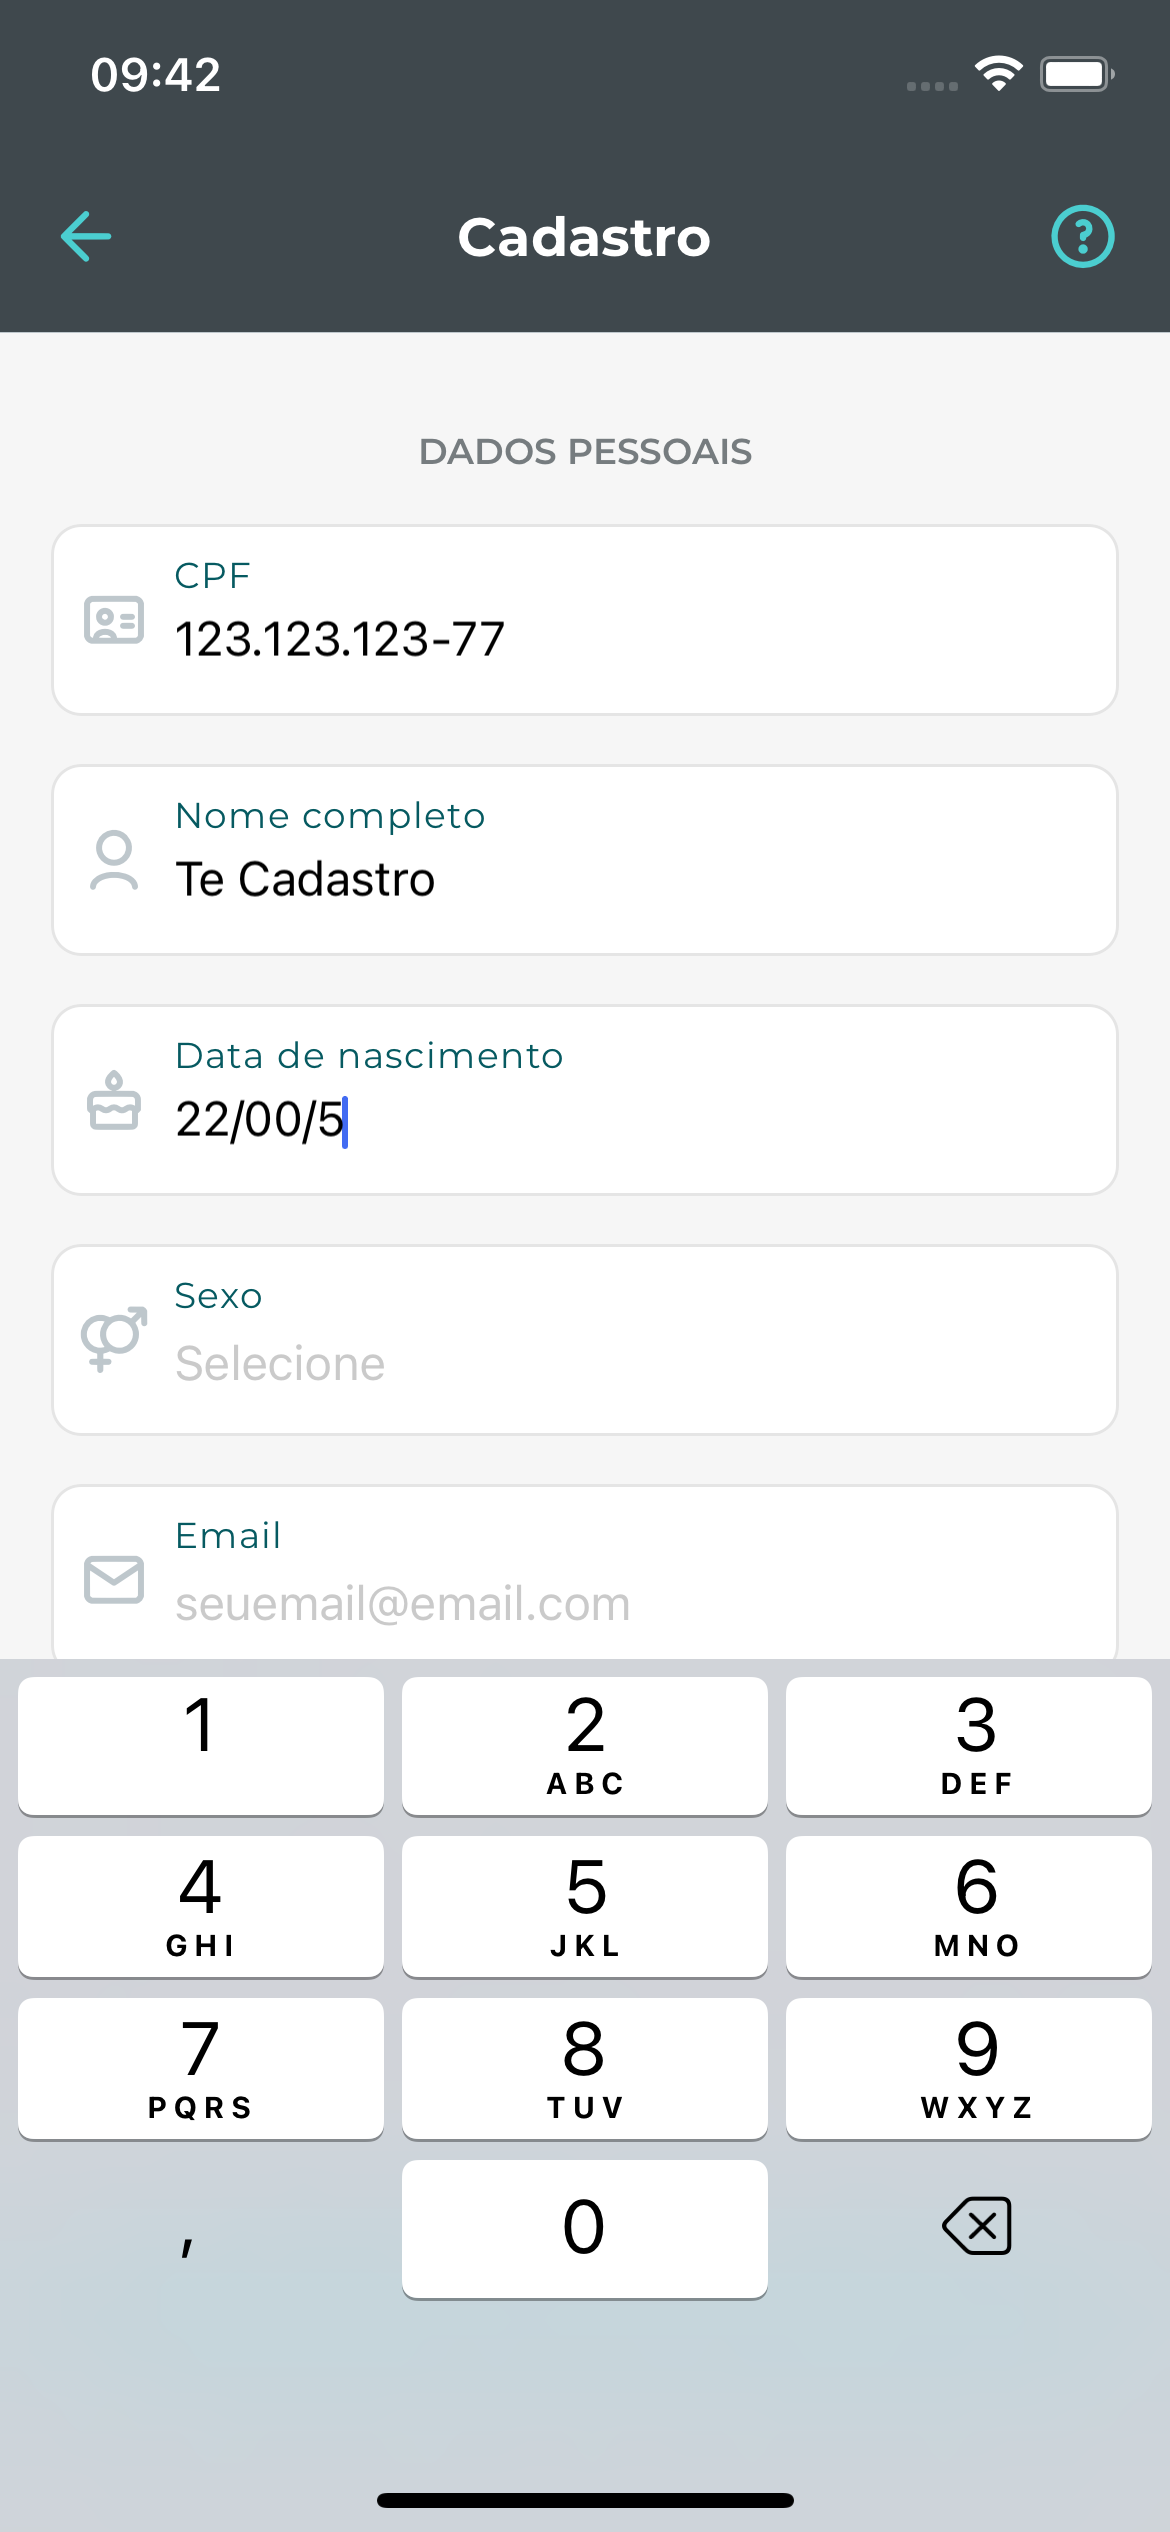 09:42
Cadastro
?
DADOS PESSOAIS
CPF
123.123.123-77
Nome completo
Te Cadastro
Data de nascimento
22/00/5
Sexo
Selecione
Email
seuemail@email.com
1 2 3
ABC DEF
4 5 6
GHI JKL MNO
7 8 9
PQRS TUV WXYZ
, 0